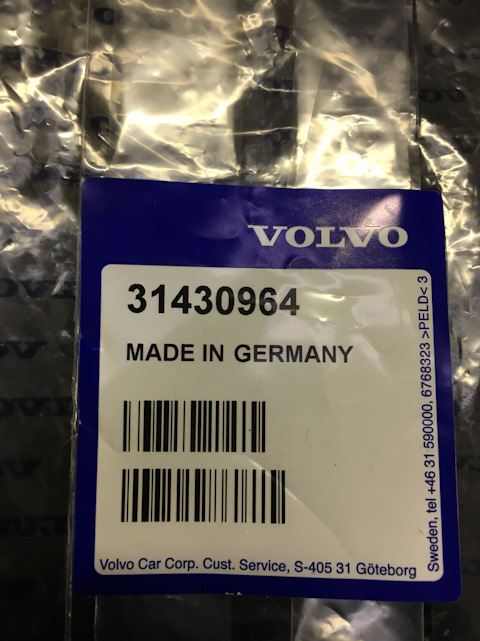 VOLVO
31430964
MADE IN GERMANY
Volvo Car Corp. Cust. Service, S-405 31 Göteborg
Sweden, tel +46 31 590000, 6768323 >PELD< 3